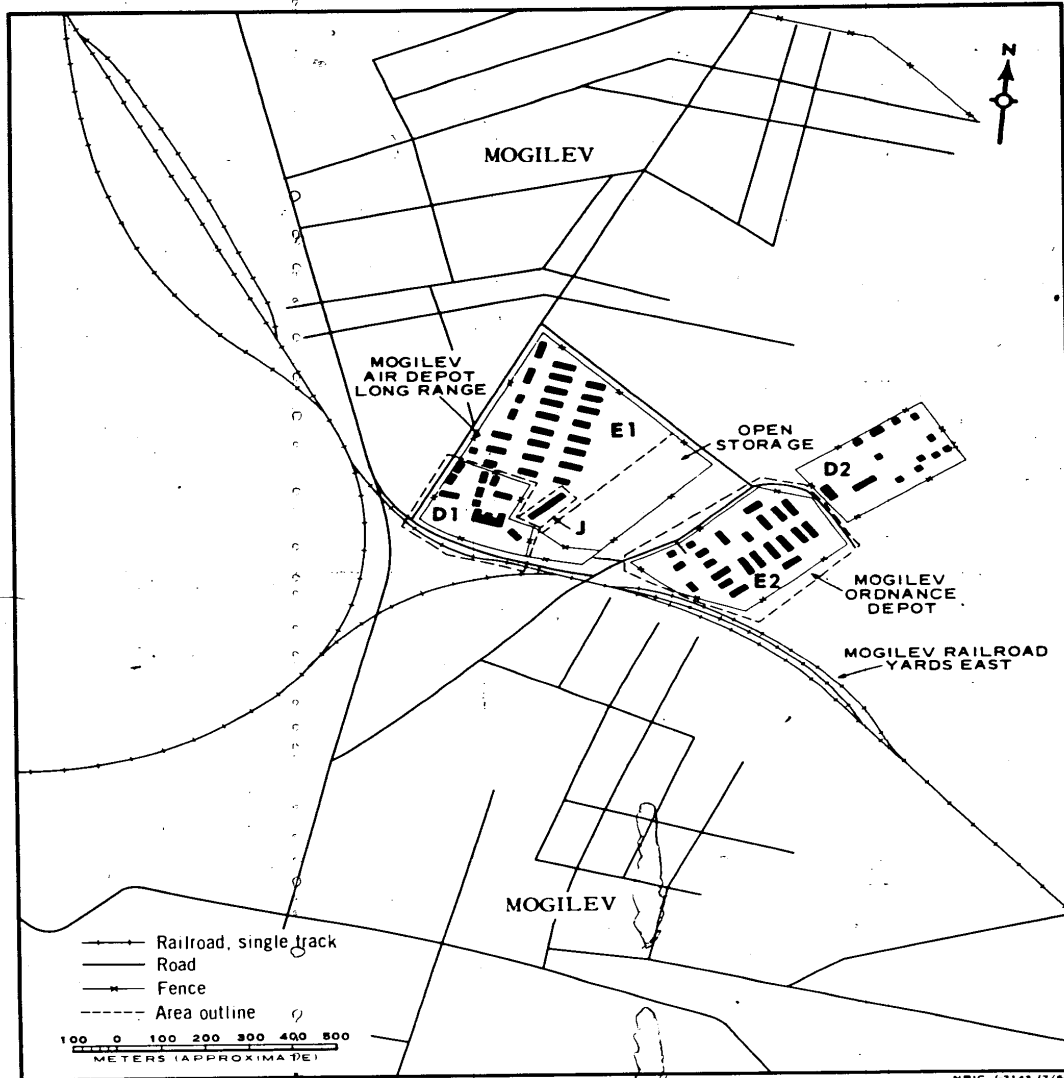 N
MOGILEV
MOGILEV
AIR DEPOT
LONG RANGE
E1
OPEN
STORAGE
D2
D1
J
E2
MOGILEV
ORDNANCE
DEPOT
MOGILEV RAILROAD
YARDS EAST
MOGILEV
Railroad, single track
Road
Fence
Area outline
100 0 100 200 300 400 500
METERS (APPROXIMATE)